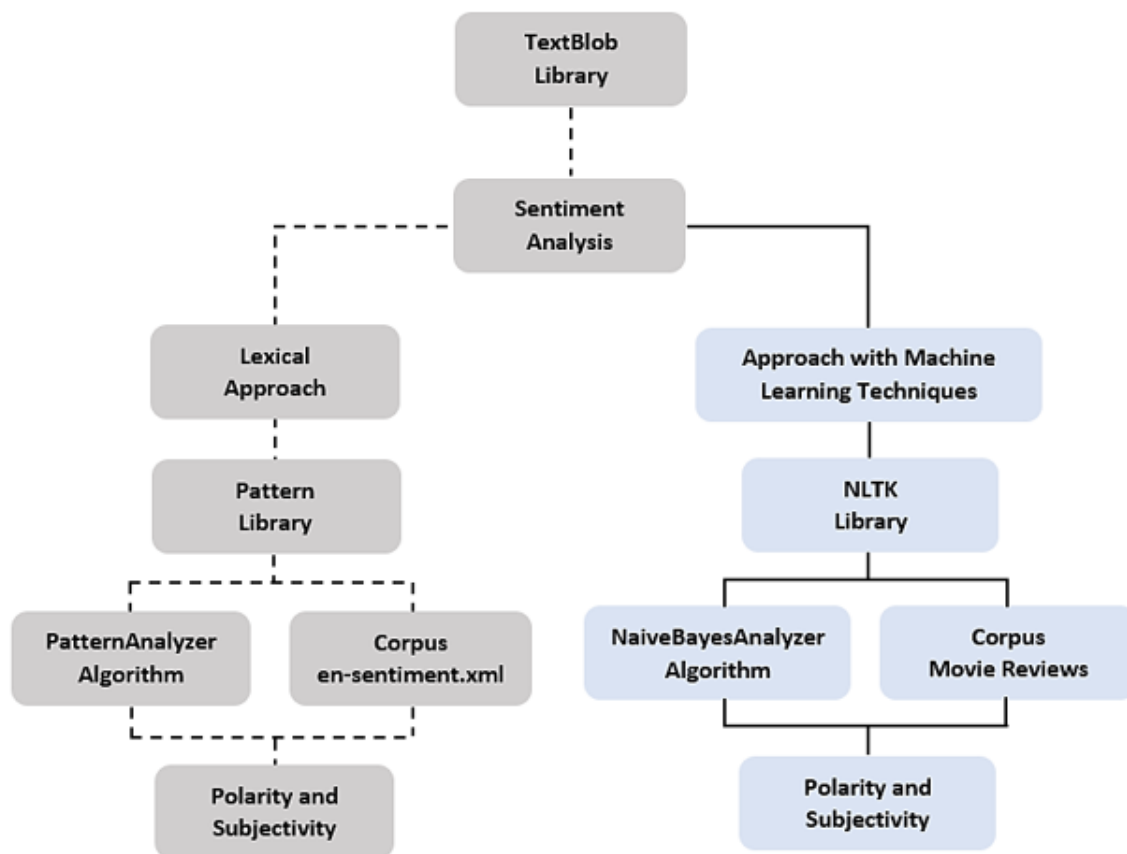 TextBlob
Library
Sentiment
Analysis
Lexical
Approach
Approach with Machine
Learning Techniques
Pattern
Library
NLTK
Library
PatternAnalyzer
Algorithm
Corpus
en-sentiment.xml
NaiveBayesAnalyzer
Algorithm
Corpus
Movie Reviews
Polarity and
Subjectivity
Polarity and
Subjectivity